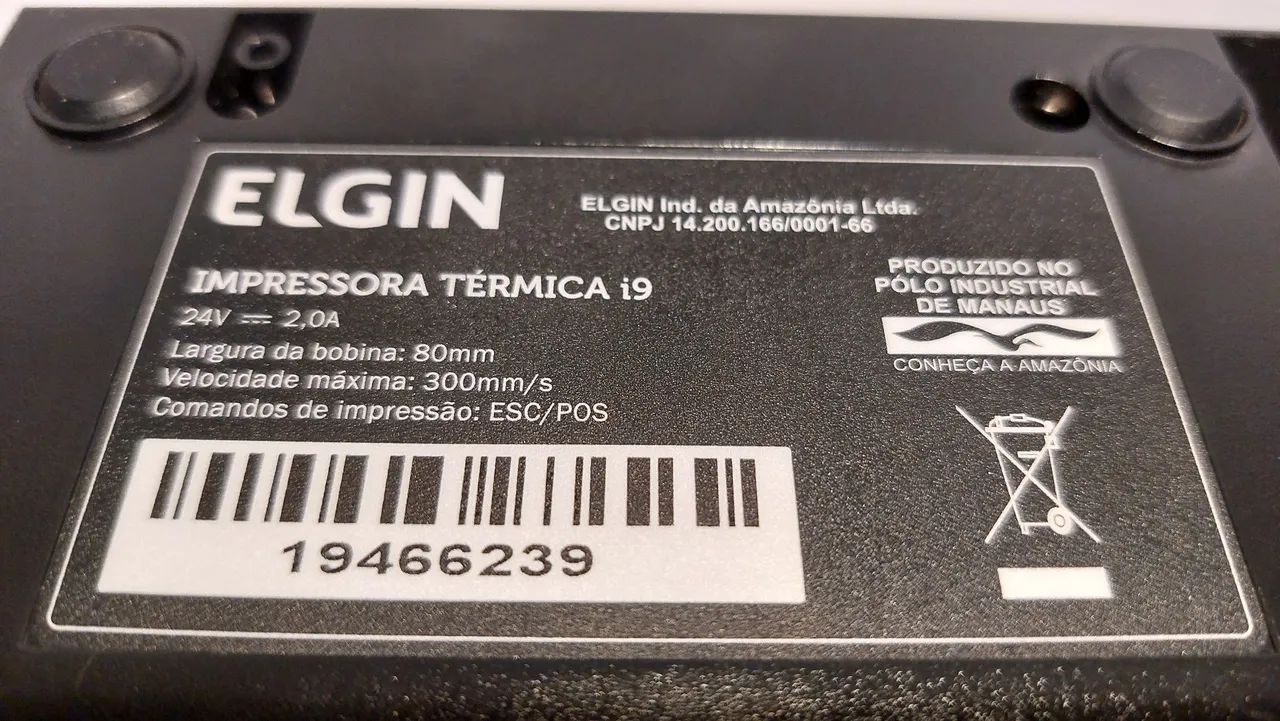 ELGIN
ELGIN Ind. da Amazônia Ltda.
CNPJ 14.200.166/0001-66
IMPRESSORA TÉRMICA i9
24V ⎓ 2,0A
Largura da bobina: 80mm
Velocidade máxima: 300mm/s
Comandos de impressão: ESC/POS
19466239
PRODUZIDO NO
PÓLO INDUSTRIAL
DE MANAUS
CONHEÇA A AMAZÔNIA